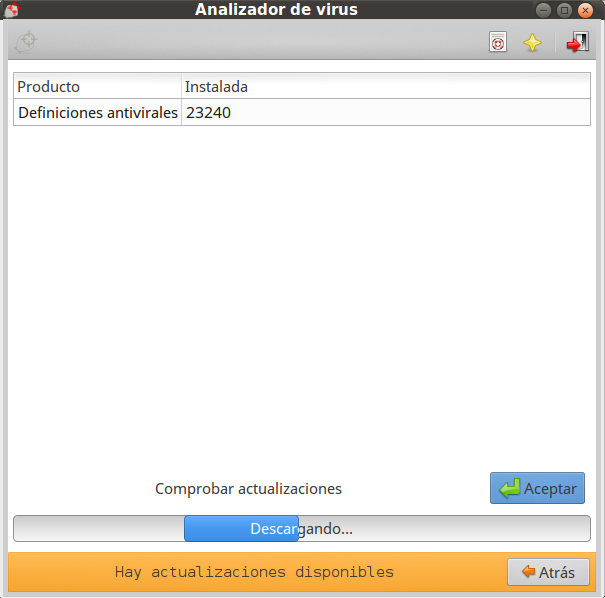 Analizador de virus
Producto Instalada
Definiciones antivirales 23240
Comprobar actualizaciones Aceptar
Descargando...
Hay actualizaciones disponibles Atrás